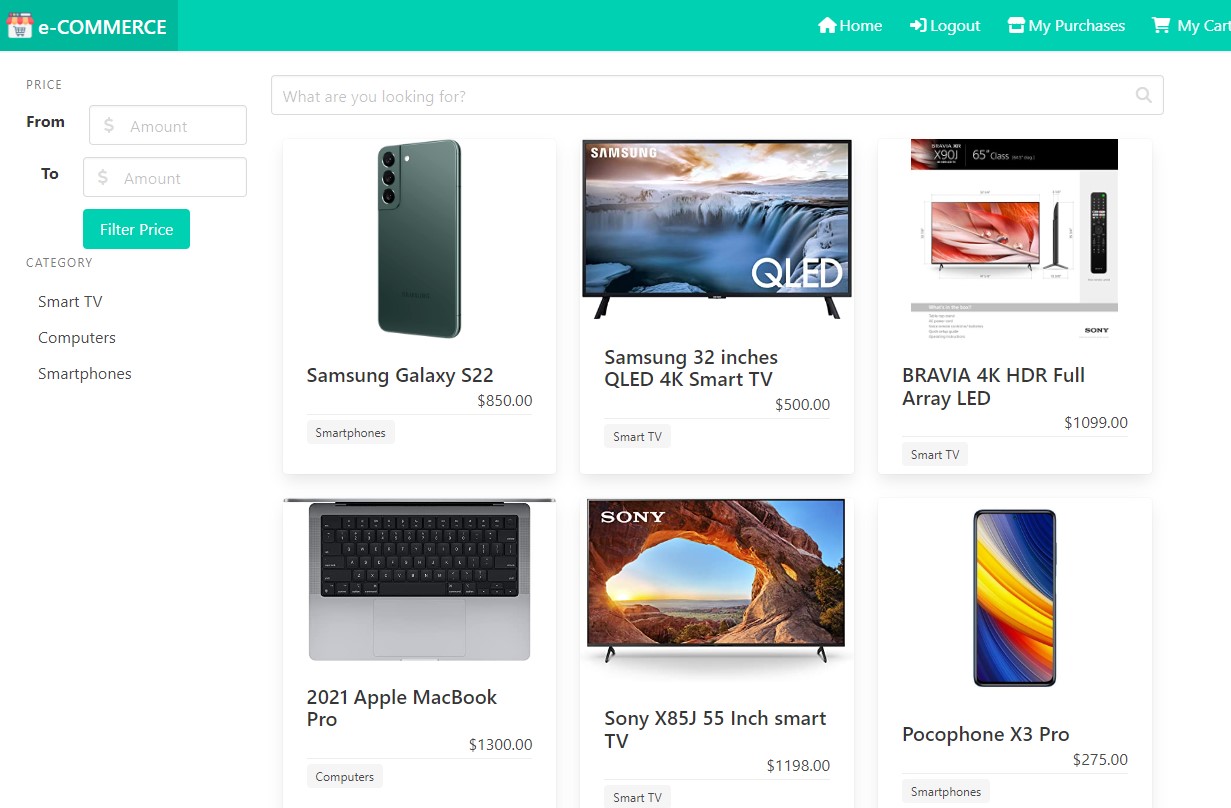 e-COMMERCE
Home
Logout
My Purchases
My Cart
PRICE
From
$ Amount
To
$ Amount
Filter Price
CATEGORY
Smart TV
Computers
Smartphones
What are you looking for?
SAMSUNG
QLED
BRAVIA XR
X90J
65" Class
SONY
What's in the box?
Samsung Galaxy S22
$850.00
Smartphones
Samsung 32 inches
QLED 4K Smart TV
$500.00
Smart TV
BRAVIA 4K HDR Full
Array LED
$1099.00
Smart TV
SONY
2021 Apple MacBook
Pro
$1300.00
Computers
Sony X85J 55 Inch smart
TV
$1198.00
Smart TV
Pocophone X3 Pro
$275.00
Smartphones